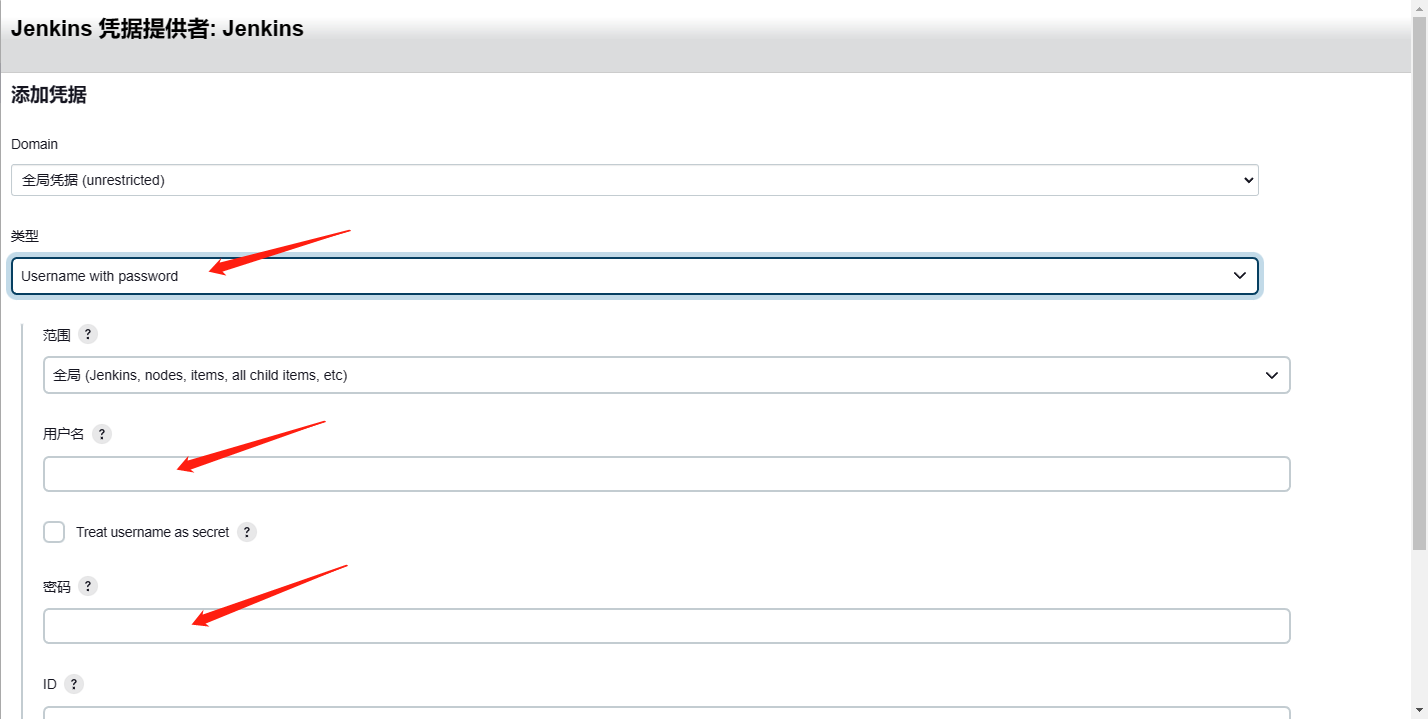 Jenkins 凭据提供者: Jenkins
添加凭据
Domain
全局凭据 (unrestricted)
类型
Username with password
范围 ?
全局 (Jenkins, nodes, items, all child items, etc)
用户名 ?
Treat username as secret ?
密码 ?
ID ?